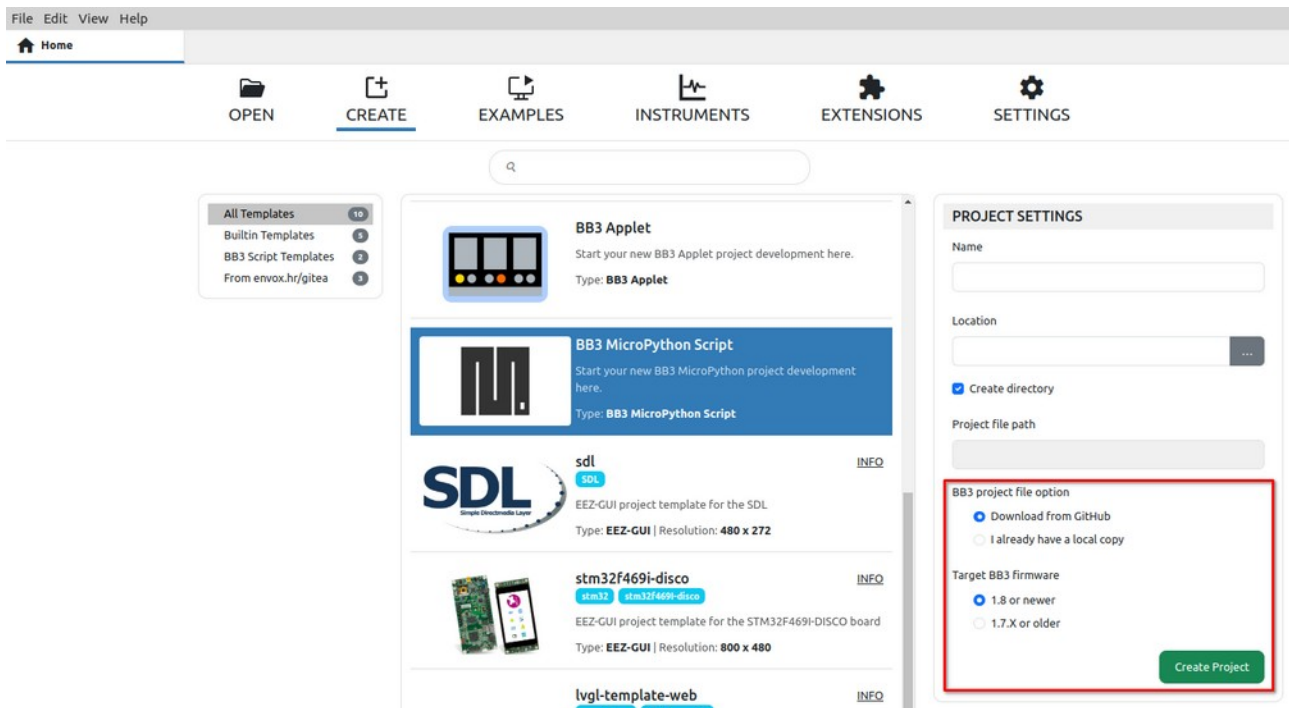 File Edit View Help
Home
OPEN CREATE EXAMPLES INSTRUMENTS EXTENSIONS SETTINGS
All Templates 10
Builtin Templates 5
BB3 Script Templates 2
From envox.hr/gitea 3
BB3 Applet
Start your new BB3 Applet project development here.
Type: BB3 Applet
BB3 MicroPython Script
Start your new BB3 MicroPython project development
here.
Type: BB3 MicroPython Script
SDL
Simple Directmedia Layer
sdl INFO
SDL
EEZ-GUI project template for the SDL
Type: EEZ-GUI | Resolution: 480 x 272
stm32f469i-disco INFO
stm32 stm32f469i-disco
EEZ-GUI project template for the STM32F469I-DISCO board
Type: EEZ-GUI | Resolution: 800 x 480
lvgl-template-web INFO
PROJECT SETTINGS
Name
Location
...
Create directory
Project file path
BB3 project file option
Download from GitHub
I already have a local copy
Target BB3 firmware
1.8 or newer
1.7.X or older
Create Project